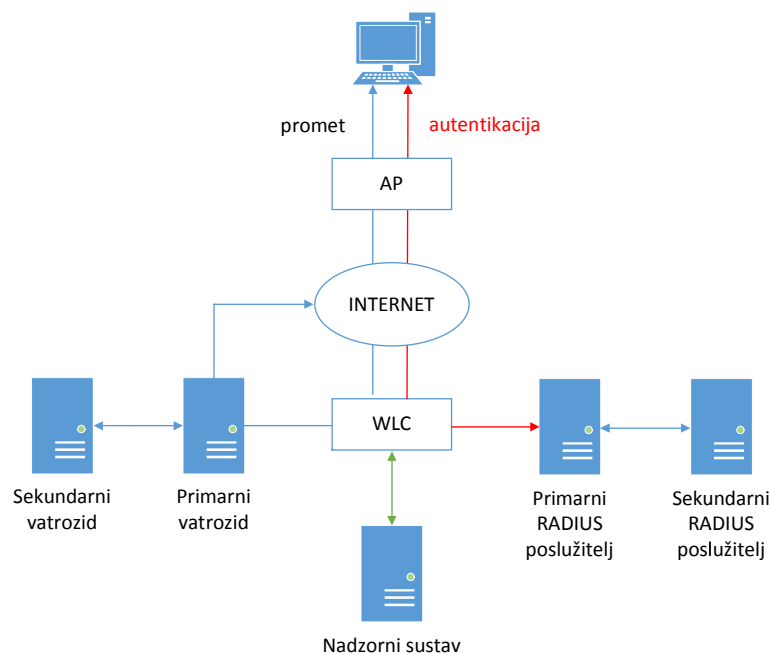 promet
autentikacija
AP
INTERNET
WLC
Sekundarni
vatrozid
Primarni
vatrozid
Primarni
RADIUS
poslužitelj
Sekundarni
RADIUS
poslužitelj
Nadzorni sustav